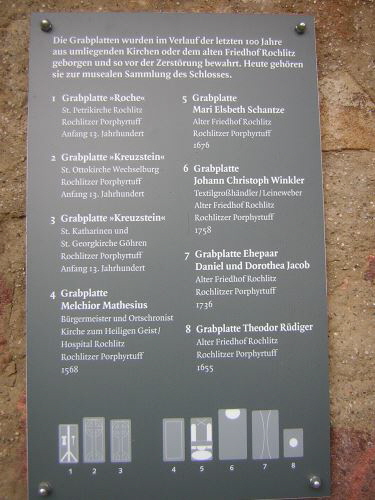 Die Grabplatten wurden im Verlauf der letzten 100 Jahre
aus umliegenden Kirchen oder dem alten Friedhof Rochlitz
geborgen und so vor der Zerstörung bewahrt. Heute gehören
sie zur musealen Sammlung des Schlosses.
1 Grabplatte »Roche«
St. Petrikirche Rochlitz
Rochlitzer Porphyrtuff
Anfang 13. Jahrhundert
2 Grabplatte »Kreuzstein«
St. Ottokirche Wechselburg
Rochlitzer Porphyrtuff
Anfang 13. Jahrhundert
3 Grabplatte »Kreuzstein«
St. Katharinen und
St. Georgkirche Göhren
Rochlitzer Porphyrtuff
Anfang 13. Jahrhundert
4 Grabplatte
Melchior Mathesius
Bürgermeister und Ortschronist
Kirche zum Heiligen Geist/
Hospital Rochlitz
Rochlitzer Porphyrtuff
1568
5 Grabplatte
Mari Elsbeth Schantze
Alter Friedhof Rochlitz
Rochlitzer Porphyrtuff
1676
6 Grabplatte
Johann Christoph Winkler
Textilgroßhändler/Leineweber
Alter Friedhof Rochlitz
Rochlitzer Porphyrtuff
1758
7 Grabplatte Ehepaar
Daniel und Dorothea Jacob
Alter Friedhof Rochlitz
Rochlitzer Porphyrtuff
1736
8 Grabplatte Theodor Rüdiger
Alter Friedhof Rochlitz
Rochlitzer Porphyrtuff
1655
1 2 3 4 5 6 7 8